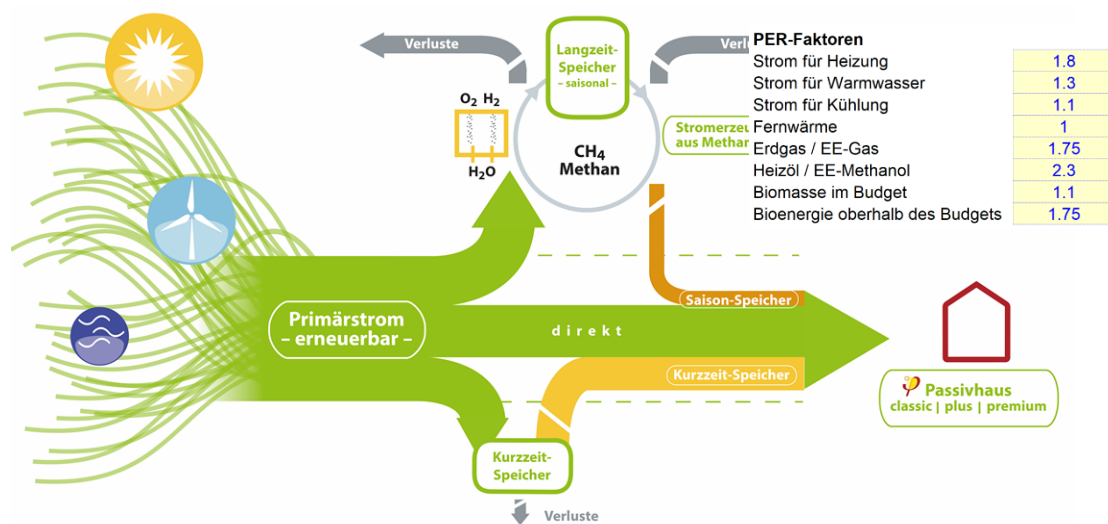 Verluste
Langzeit-
Speicher
– saisonal –
PER-Faktoren
Strom für Heizung 1.8
Strom für Warmwasser 1.3
Strom für Kühlung 1.1
Fernwärme 1
Erdgas / EE-Gas 1.75
Heizöl / EE-Methanol 2.3
Biomasse im Budget 1.1
Bioenergie oberhalb des Budgets 1.75
O2 H2
H2O
CH4
Methan
aus Methan
Primärstrom
– erneuerbar –
direkt
Saison-Speicher
Kurzzeit-Speicher
Kurzzeit-
Speicher
Verluste
Passivhaus
classic | plus | premium